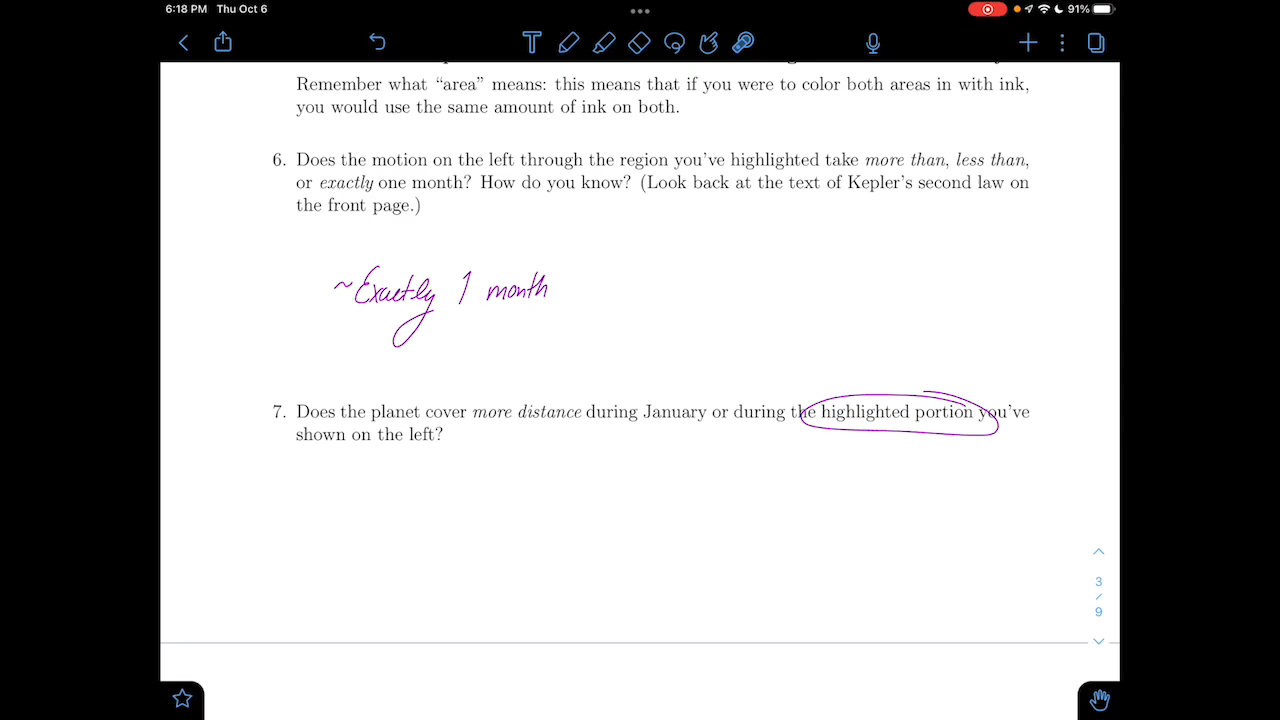 6:18 PM Thu Oct 6
91%
Remember what “area” means: this means that if you were to color both areas in with ink,
you would use the same amount of ink on both.
6. Does the motion on the left through the region you’ve highlighted take more than, less than,
or exactly one month? How do you know? (Look back at the text of Kepler’s second law on
the front page.)
~Exactly 1 month
7. Does the planet cover more distance during January or during the highlighted portion you’ve
shown on the left?
3
/
9